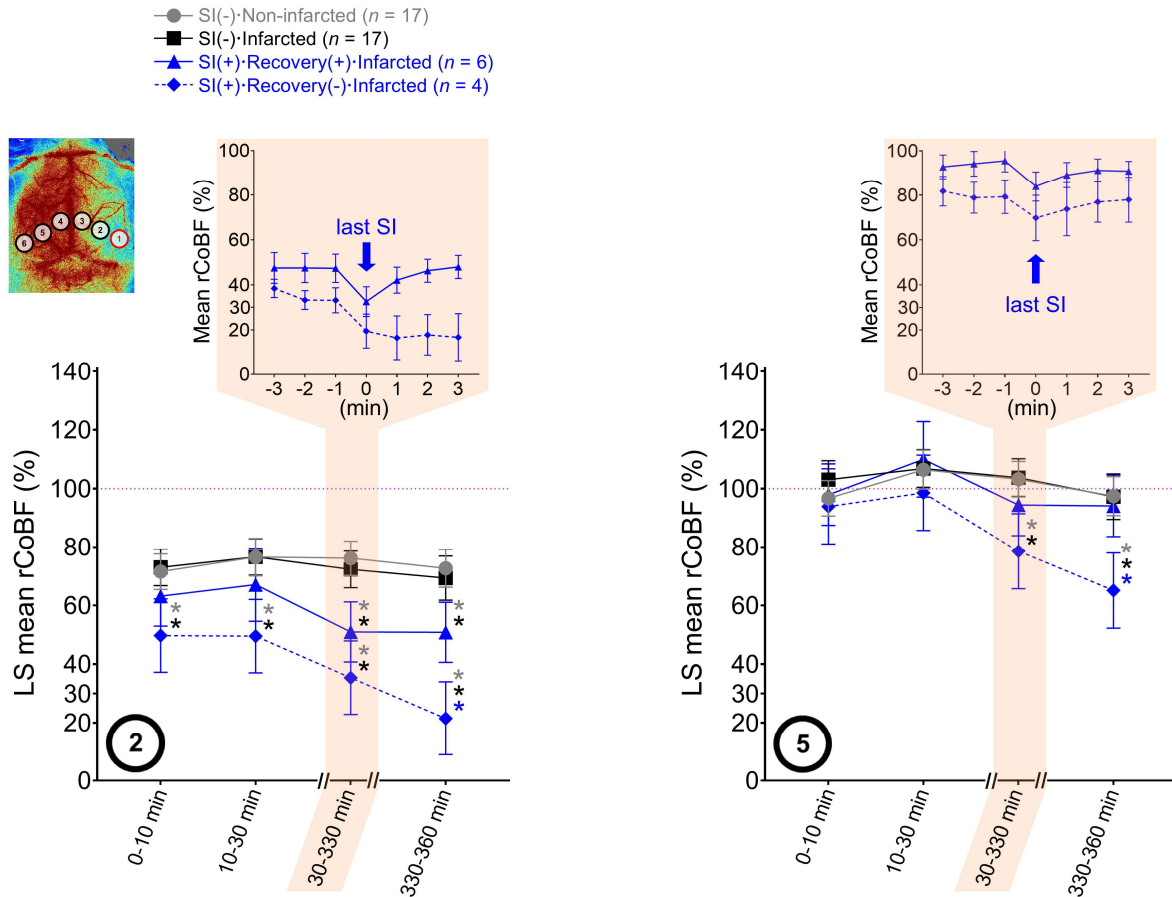 SI(-)·Non-infarcted (n = 17)
SI(-)·Infarcted (n = 17)
SI(+)·Recovery(+)·Infarcted (n = 6)
SI(+)·Recovery(-)·Infarcted (n = 4)
6 5 4 3 2 1
Mean rCoBF (%)
100
80
60
40
30
20
0
last SI
-3 -2 -1 0 1 2 3
(min)
LS mean rCoBF (%)
140
120
100
80
60
40
30
20
0
* *
* *
* *
* *
* *
* * *
2
0-10 min
10-30 min
30-330 min
330-360 min
Mean rCoBF (%)
100
80
60
40
30
20
0
last SI
-3 -2 -1 0 1 2 3
(min)
LS mean rCoBF (%)
140
120
100
80
60
40
30
20
0
* *
* * *
5
0-10 min
10-30 min
30-330 min
330-360 min